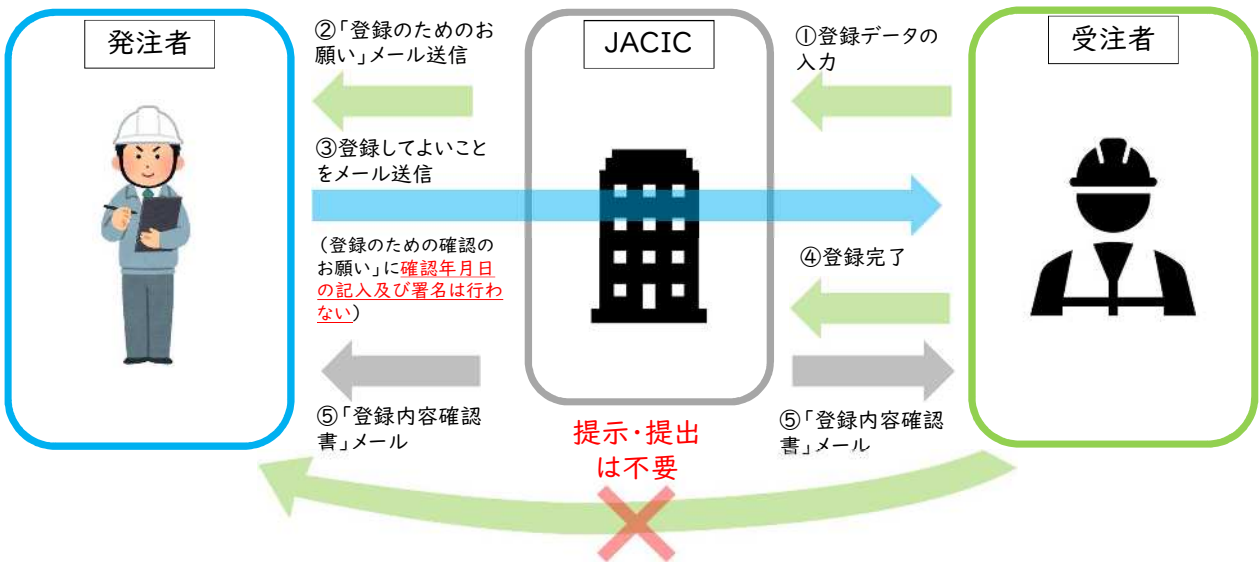 発注者
②「登録のためのお
願い」メール送信
JACIC
①登録データの
入力
受注者
③登録してよいこと
をメール送信
（登録のための確認の
お願い」に確認年月日
の記入及び署名は行わ
ない）
④登録完了
⑤「登録内容確認
書」メール
提示・提出
は不要
⑤「登録内容確認
書」メール